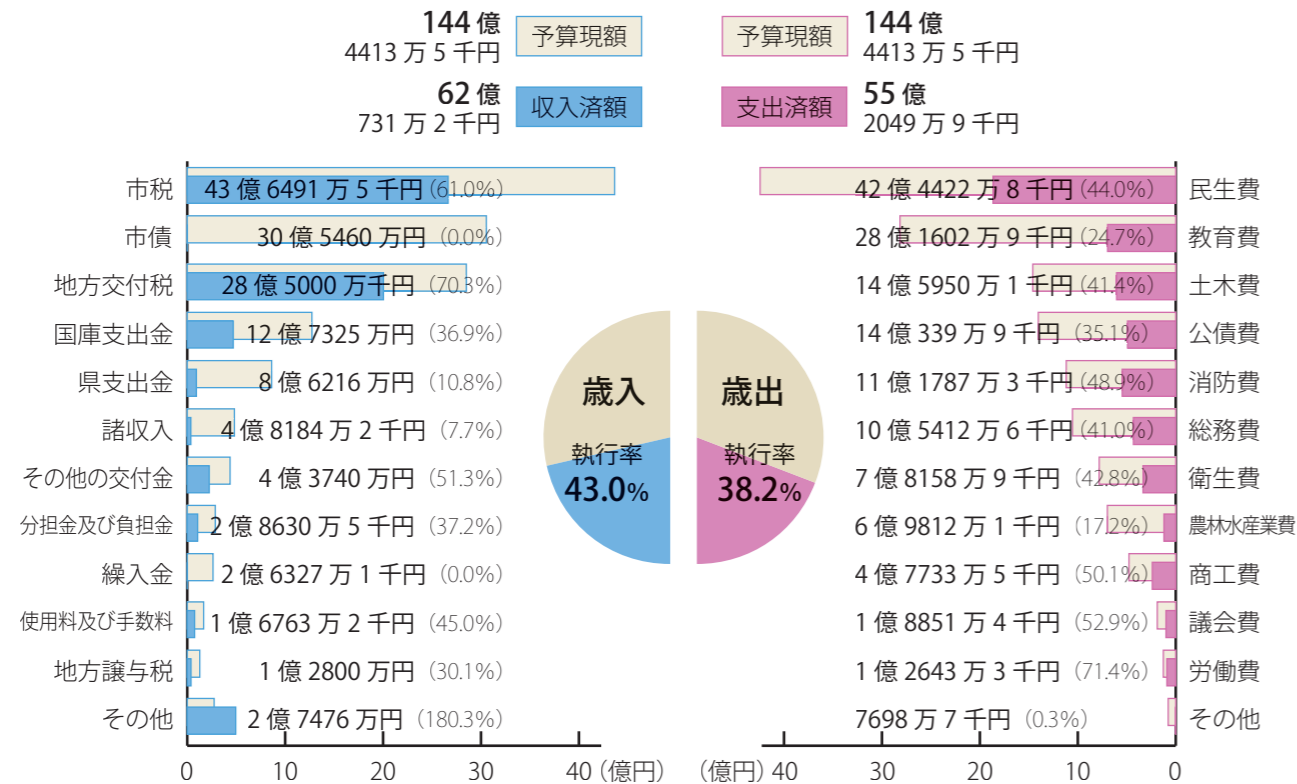 144 億
4413 万 5 千円
予算現額
予算現額
144 億
4413 万 5 千円
62 億
731 万 2 千円
収入済額
支出済額
55 億
2049 万 9 千円
市税 43 億 6491 万 5 千円 (61.0%)
市債 30 億 5460 万円 (0.0%)
地方交付税 28 億 5000 万千円 (70.3%)
国庫支出金 12 億 7325 万円 (36.9%)
県支出金 8 億 6216 万円 (10.8%)
諸収入 4 億 8184 万 2 千円 (7.7%)
その他の交付金 4 億 3740 万円 (51.3%)
分担金及び負担金 2 億 8630 万 5 千円 (37.2%)
繰入金 2 億 6327 万 1 千円 (0.0%)
使用料及び手数料 1 億 6763 万 2 千円 (45.0%)
地方譲与税 1 億 2800 万円 (30.1%)
その他 2 億 7476 万円 (180.3%)
0 10 20 30 40 (億円)
歳入
執行率
43.0%
歳出
執行率
38.2%
42 億 4422 万 8 千円 (44.0%) 民生費
28 億 1602 万 9 千円 (24.7%) 教育費
14 億 5950 万 1 千円 (41.4%) 土木費
14 億 339 万 9 千円 (35.1%) 公債費
11 億 1787 万 3 千円 (48.9%) 消防費
10 億 5412 万 6 千円 (41.0%) 総務費
7 億 8158 万 9 千円 (42.8%) 衛生費
6 億 9812 万 1 千円 (17.2%) 農林水産業費
4 億 7733 万 5 千円 (50.1%) 商工費
1 億 8851 万 4 千円 (52.9%) 議会費
1 億 2643 万 3 千円 (71.4%) 労働費
7698 万 7 千円 (0.3%) その他
(億円) 40 30 20 10 0